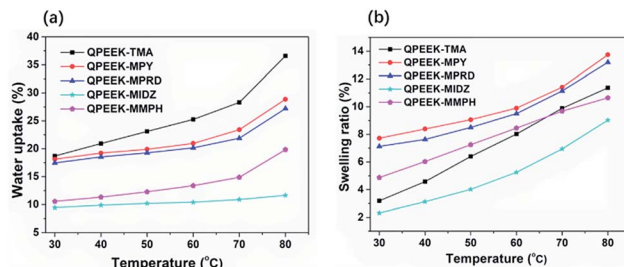 (a)
40
35
30
25
20
15
10
5
Water uptake (%)
QPEEK-TMA
QPEEK-MPY
QPEEK-MPRD
QPEEK-MIDZ
QPEEK-MMPH
30 40 50 60 70 80
Temperature (°C)
(b)
14
12
10
8
6
4
2
Swelling ratio (%)
QPEEK-TMA
QPEEK-MPY
QPEEK-MPRD
QPEEK-MIDZ
QPEEK-MMPH
30 40 50 60 70 80
Temperature (°C)